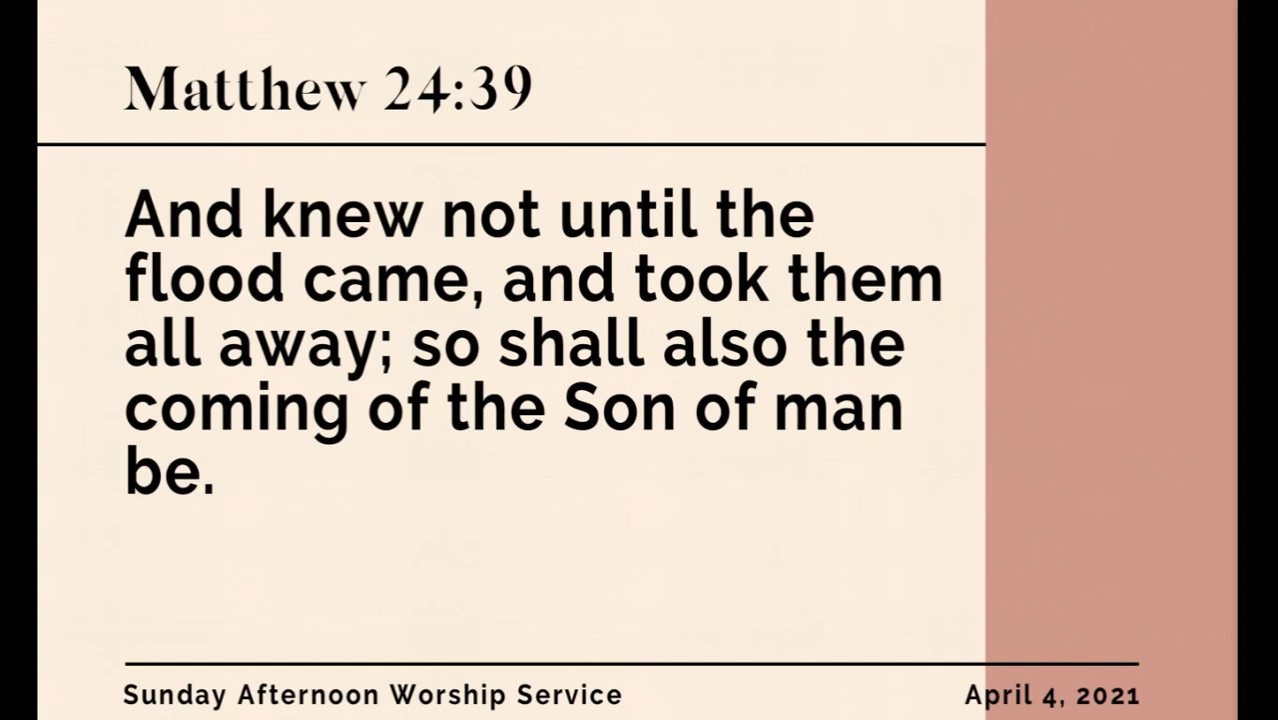 Matthew 24:39
And knew not until the
flood came, and took them
all away; so shall also the
coming of the Son of man
be.
Sunday Afternoon Worship Service
April 4, 2021